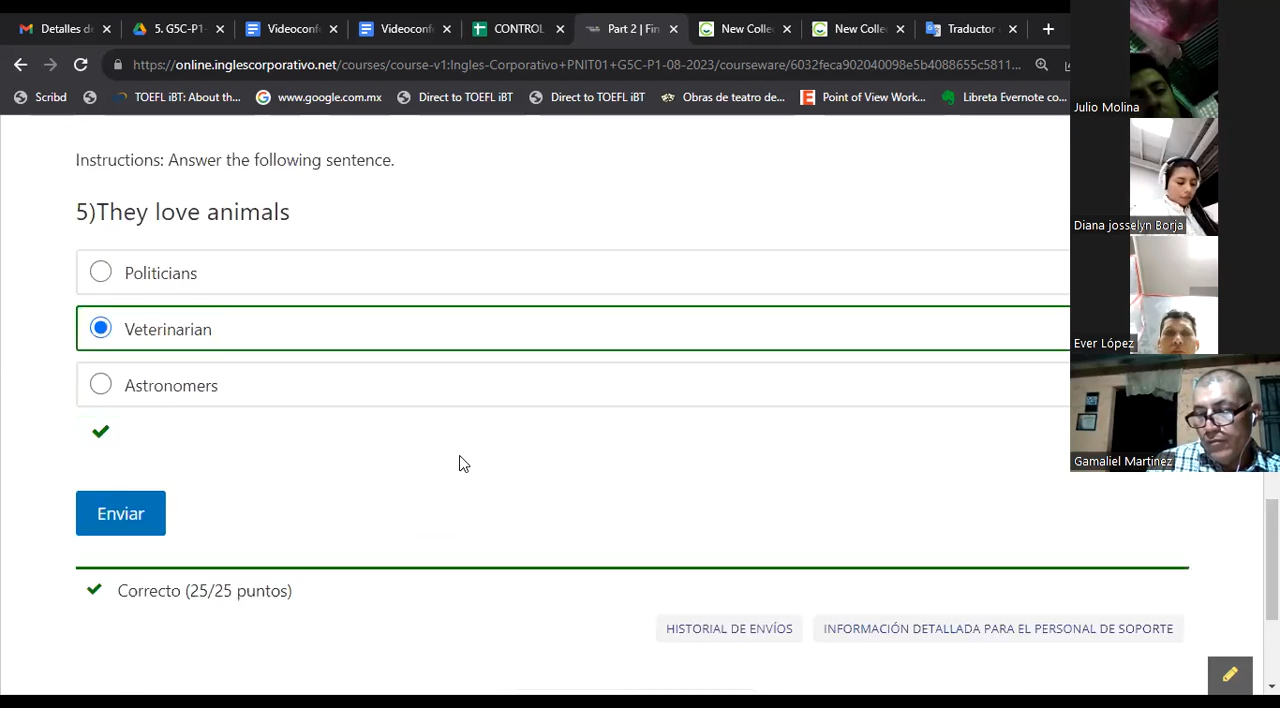 Detalles de
5. G5C-P1-
Videoconf
Videoconf
CONTROL
Part 2 | Fin
New Colle
New Colle
Traductor
https://online.inglescorporativo.net/courses/course-v1:Ingles-Corporativo+PNIT01+G5C-P1-08-2023/courseware/6032feca902040098e5b4088655c5811...
Scribd
TOEFL iBT: About th...
www.google.com.mx
Direct to TOEFL iBT
Direct to TOEFL iBT
Obras de teatro de...
Point of View Work...
Libreta Evernote co...
Instructions: Answer the following sentence.
5)They love animals
Politicians
Veterinarian
Astronomers
Enviar
Correcto (25/25 puntos)
HISTORIAL DE ENVÍOS
INFORMACIÓN DETALLADA PARA EL PERSONAL DE SOPORTE
Julio Molina
Diana josselyn Borja
Ever López
Gamaliel Martinez